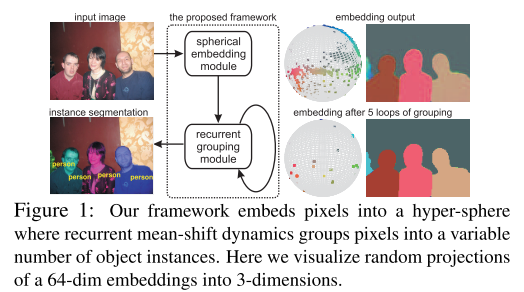 input image
the proposed framework
embedding output
spherical
embedding
module
instance segmentation
person
person
person
recurrent
grouping
module
embedding after 5 loops of grouping
Figure 1: Our framework embeds pixels into a hyper-sphere
where recurrent mean-shift dynamics groups pixels into a variable
number of object instances. Here we visualize random projections
of a 64-dim embeddings into 3-dimensions.